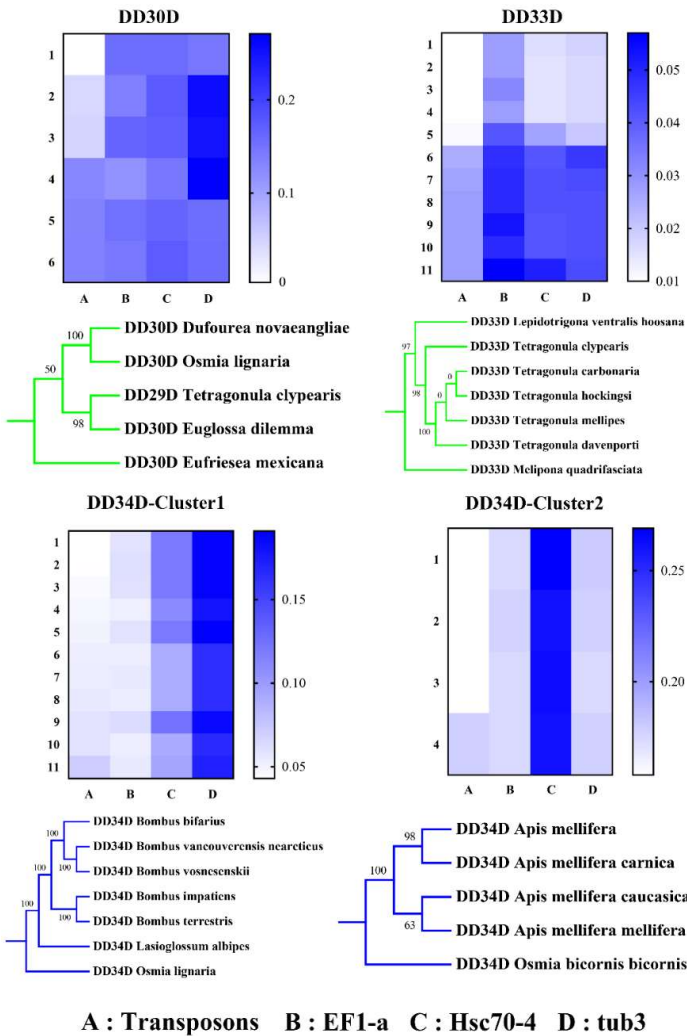 DD30D
1
2
3
4
5
6
A B C D
0.2
0.1
0
DD33D
1
2
3
4
5
6
7
8
9
10
11
A B C D
0.05
0.04
0.03
0.02
0.01
100
50
98
DD30D Dufourea novaeangliae
DD30D Osmia lignaria
DD29D Tetragonula clypearis
DD30D Euglossa dilemma
DD30D Eufriesea mexicana
97
98
100
0
0
DD33D Lepidotrigona ventralis hoosana
DD33D Tetragonula clypearis
DD33D Tetragonula carbonaria
DD33D Tetragonula hockingsi
DD33D Tetragonula mellipes
DD33D Tetragonula davenporti
DD33D Melipona quadrifasciata
DD34D-Cluster1
1
2
3
4
5
6
7
8
9
10
11
A B C D
0.15
0.10
0.05
DD34D-Cluster2
1
2
3
4
A B C D
0.25
0.20
100
100
100
100
100
DD34D Bombus bifarius
DD34D Bombus vancouverensis nearcticus
DD34D Bombus vosnesenskii
DD34D Bombus impatiens
DD34D Bombus terrestris
DD34D Lasioglossum albipes
DD34D Osmia lignaria
98
100
63
DD34D Apis mellifera
DD34D Apis mellifera carnica
DD34D Apis mellifera caucasica
DD34D Apis mellifera mellifera
DD34D Osmia bicornis bicornis
A : Transposons B : EF1-a C : Hsc70-4 D : tub3